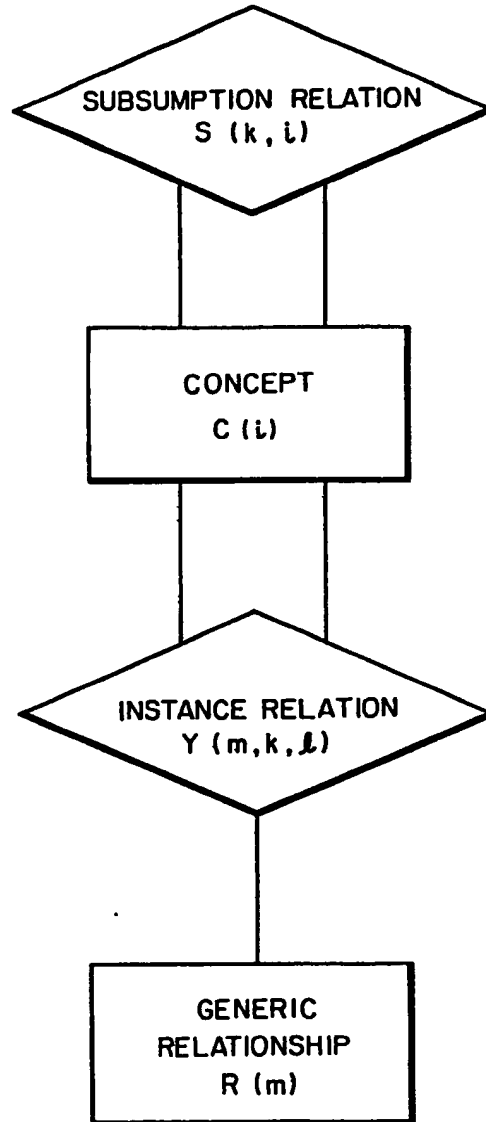 SUBSUMPTION RELATION
S (k, i)
CONCEPT
C (i)
INSTANCE RELATION
Y (m, k, ℓ)
GENERIC
RELATIONSHIP
R (m)